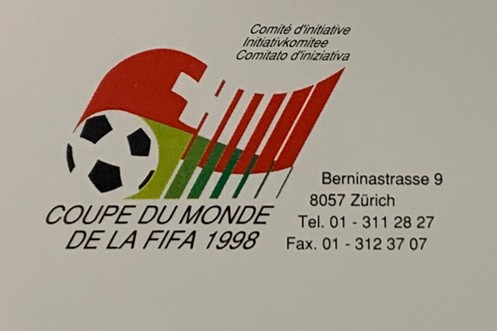 Comité d'initiative
Initiativkomitee
Comitato d'iniziativa
Berninastrasse 9
8057 Zürich
Tel. 01 - 311 28 27
Fax. 01 - 312 37 07
COUPE DU MONDE
DE LA FIFA 1998